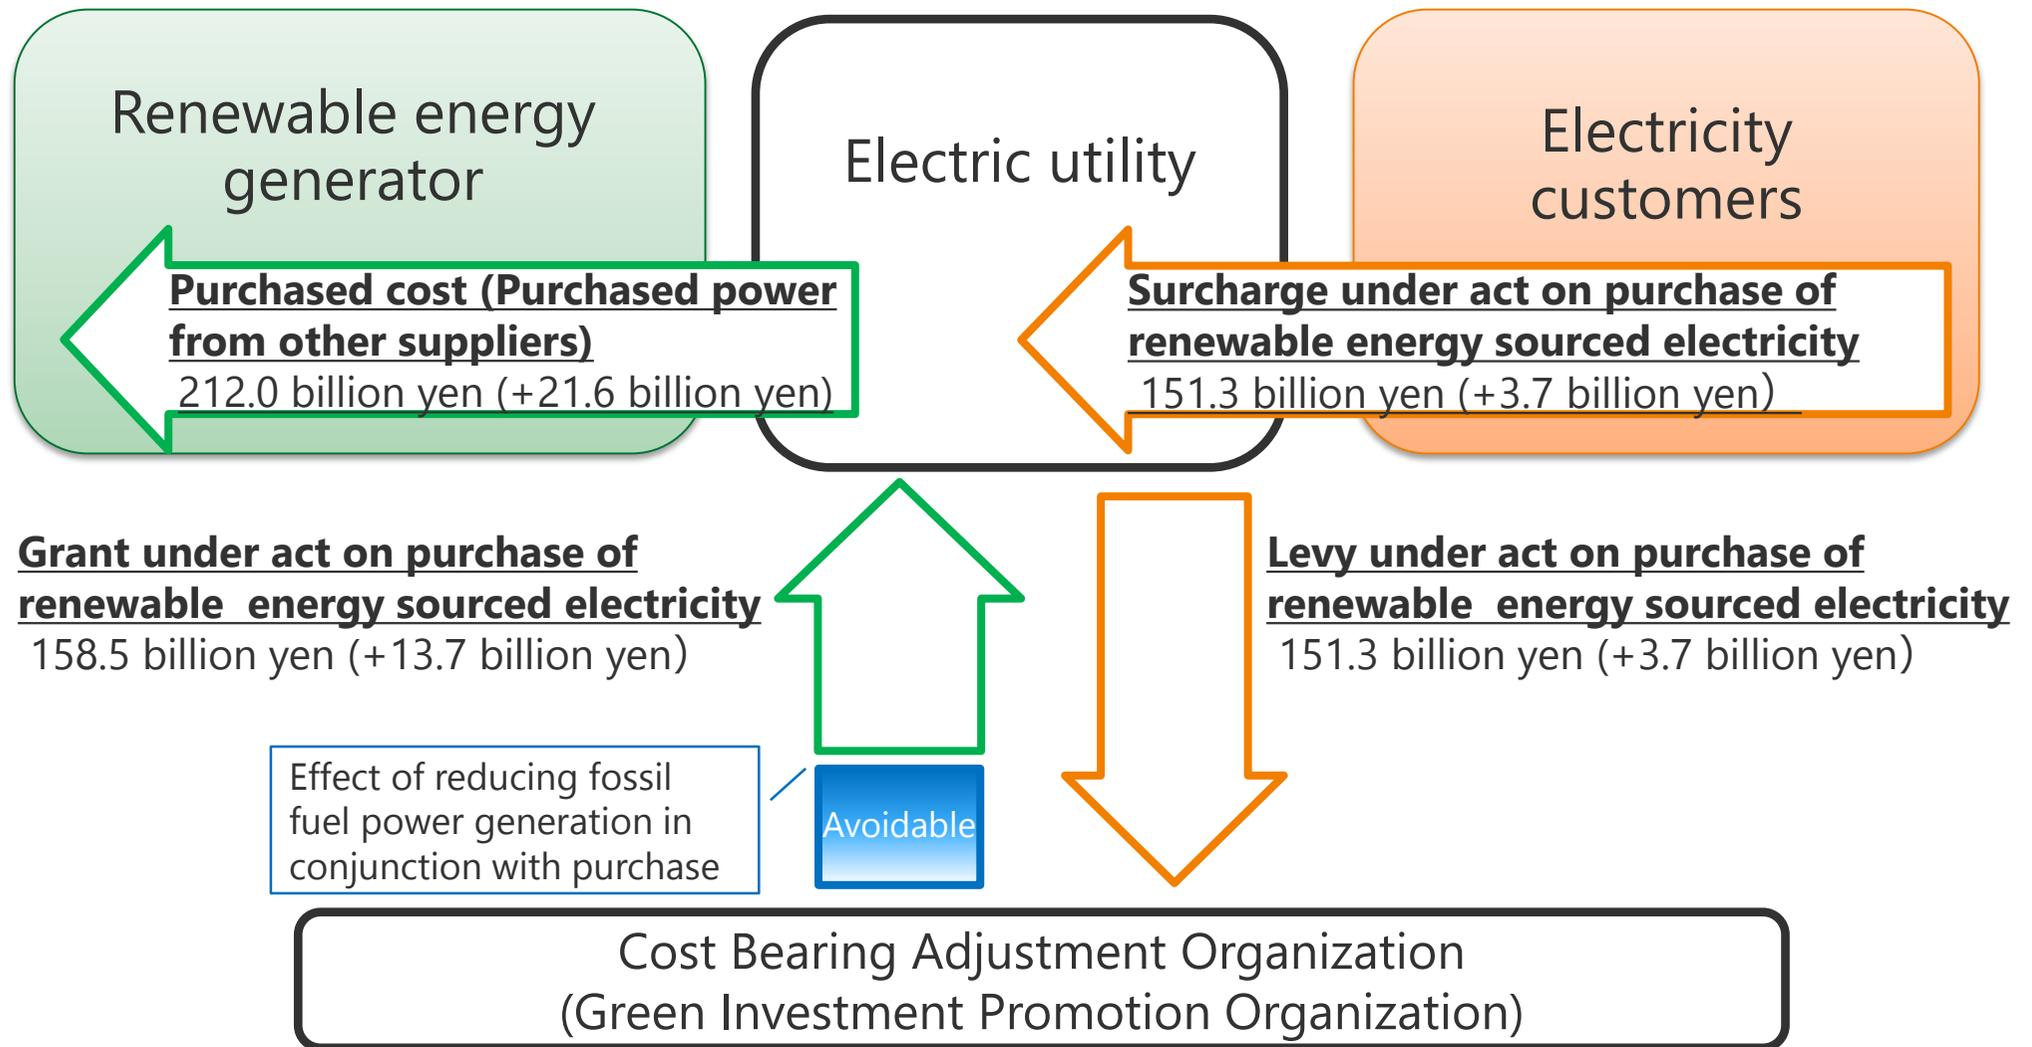 Renewable energy
generator
Electric utility
Electricity
customers
Purchased cost (Purchased power
from other suppliers)
212.0 billion yen (+21.6 billion yen)
Surcharge under act on purchase of
renewable energy sourced electricity
151.3 billion yen (+3.7 billion yen）
Grant under act on purchase of
renewable  energy sourced electricity
158.5 billion yen (+13.7 billion yen）
Levy under act on purchase of
renewable  energy sourced electricity
151.3 billion yen (+3.7 billion yen）
Effect of reducing fossil
fuel power generation in
conjunction with purchase
Avoidable
Cost Bearing Adjustment Organization
(Green Investment Promotion Organization)